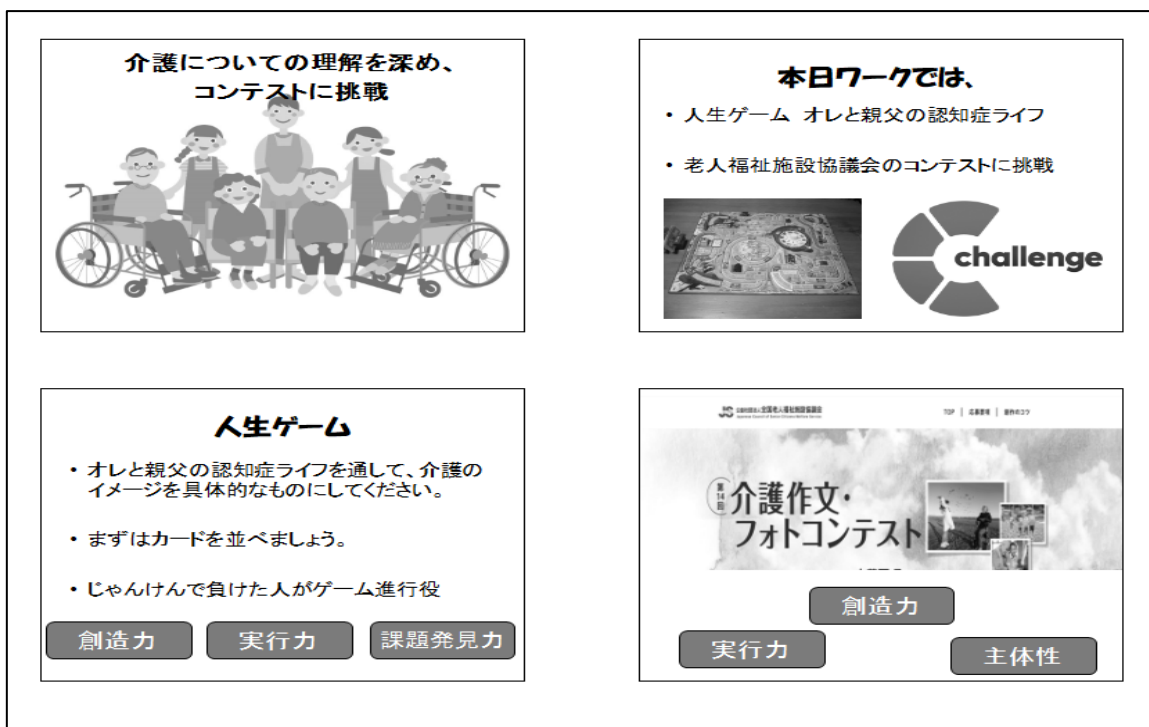 介護についての理解を深め、
コンテストに挑戦
本日ワークでは、
• 人生ゲーム オレと親父の認知症ライフ
• 老人福祉施設協議会のコンテストに挑戦
challenge
人生ゲーム
• オレと親父の認知症ライフを通して、介護の
イメージを具体的なものにしてください。
• まずはカードを並べましょう。
• じゃんけんで負けた人がゲーム進行役
創造力
実行力
課題発見力
全国老人福祉施設協議会
TOP | 応募要項 | 創作のコツ
第14回
介護作文・
フォトコンテスト
創造力
実行力
主体性